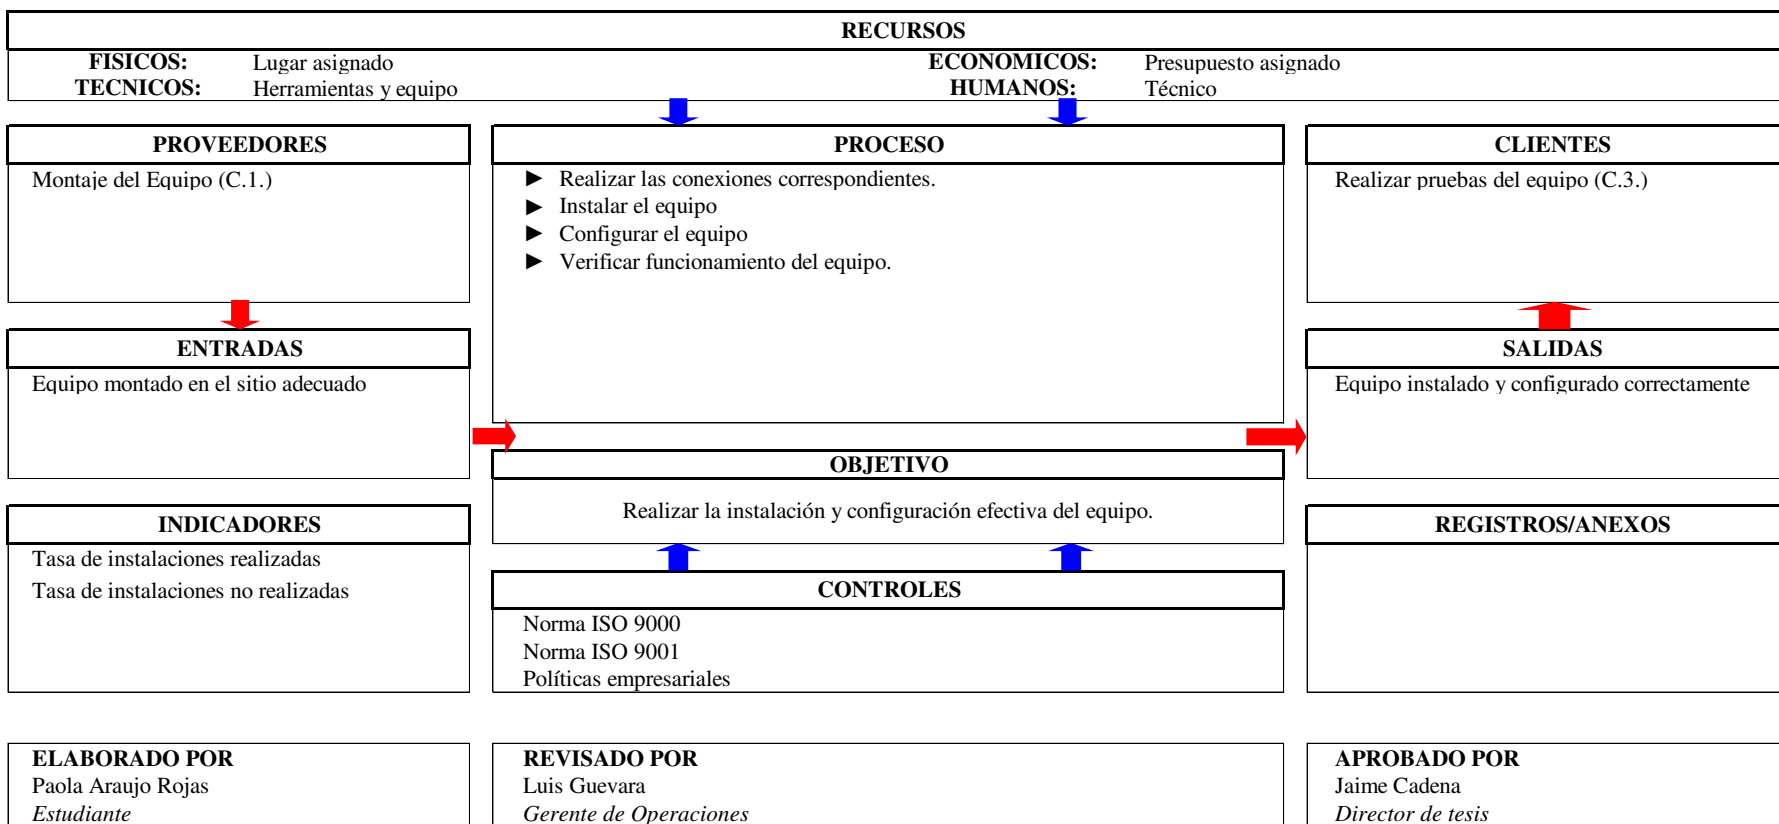 RECURSOS
FISICOS: Lugar asignado ECONOMICOS: Presupuesto asignado
TECNICOS: Herramientas y equipo HUMANOS: Técnico
PROVEEDORES
Montaje del Equipo (C.1.)
PROCESO
► Realizar las conexiones correspondientes.
► Instalar el equipo
► Configurar el equipo
► Verificar funcionamiento del equipo.
CLIENTES
Realizar pruebas del equipo (C.3.)
ENTRADAS
Equipo montado en el sitio adecuado
SALIDAS
Equipo instalado y configurado correctamente
OBJETIVO
Realizar la instalación y configuración efectiva del equipo.
INDICADORES
Tasa de instalaciones realizadas
Tasa de instalaciones no realizadas
REGISTROS/ANEXOS
CONTROLES
Norma ISO 9000
Norma ISO 9001
Políticas empresariales
ELABORADO POR
Paola Araujo Rojas
Estudiante
REVISADO POR
Luis Guevara
Gerente de Operaciones
APROBADO POR
Jaime Cadena
Director de tesis